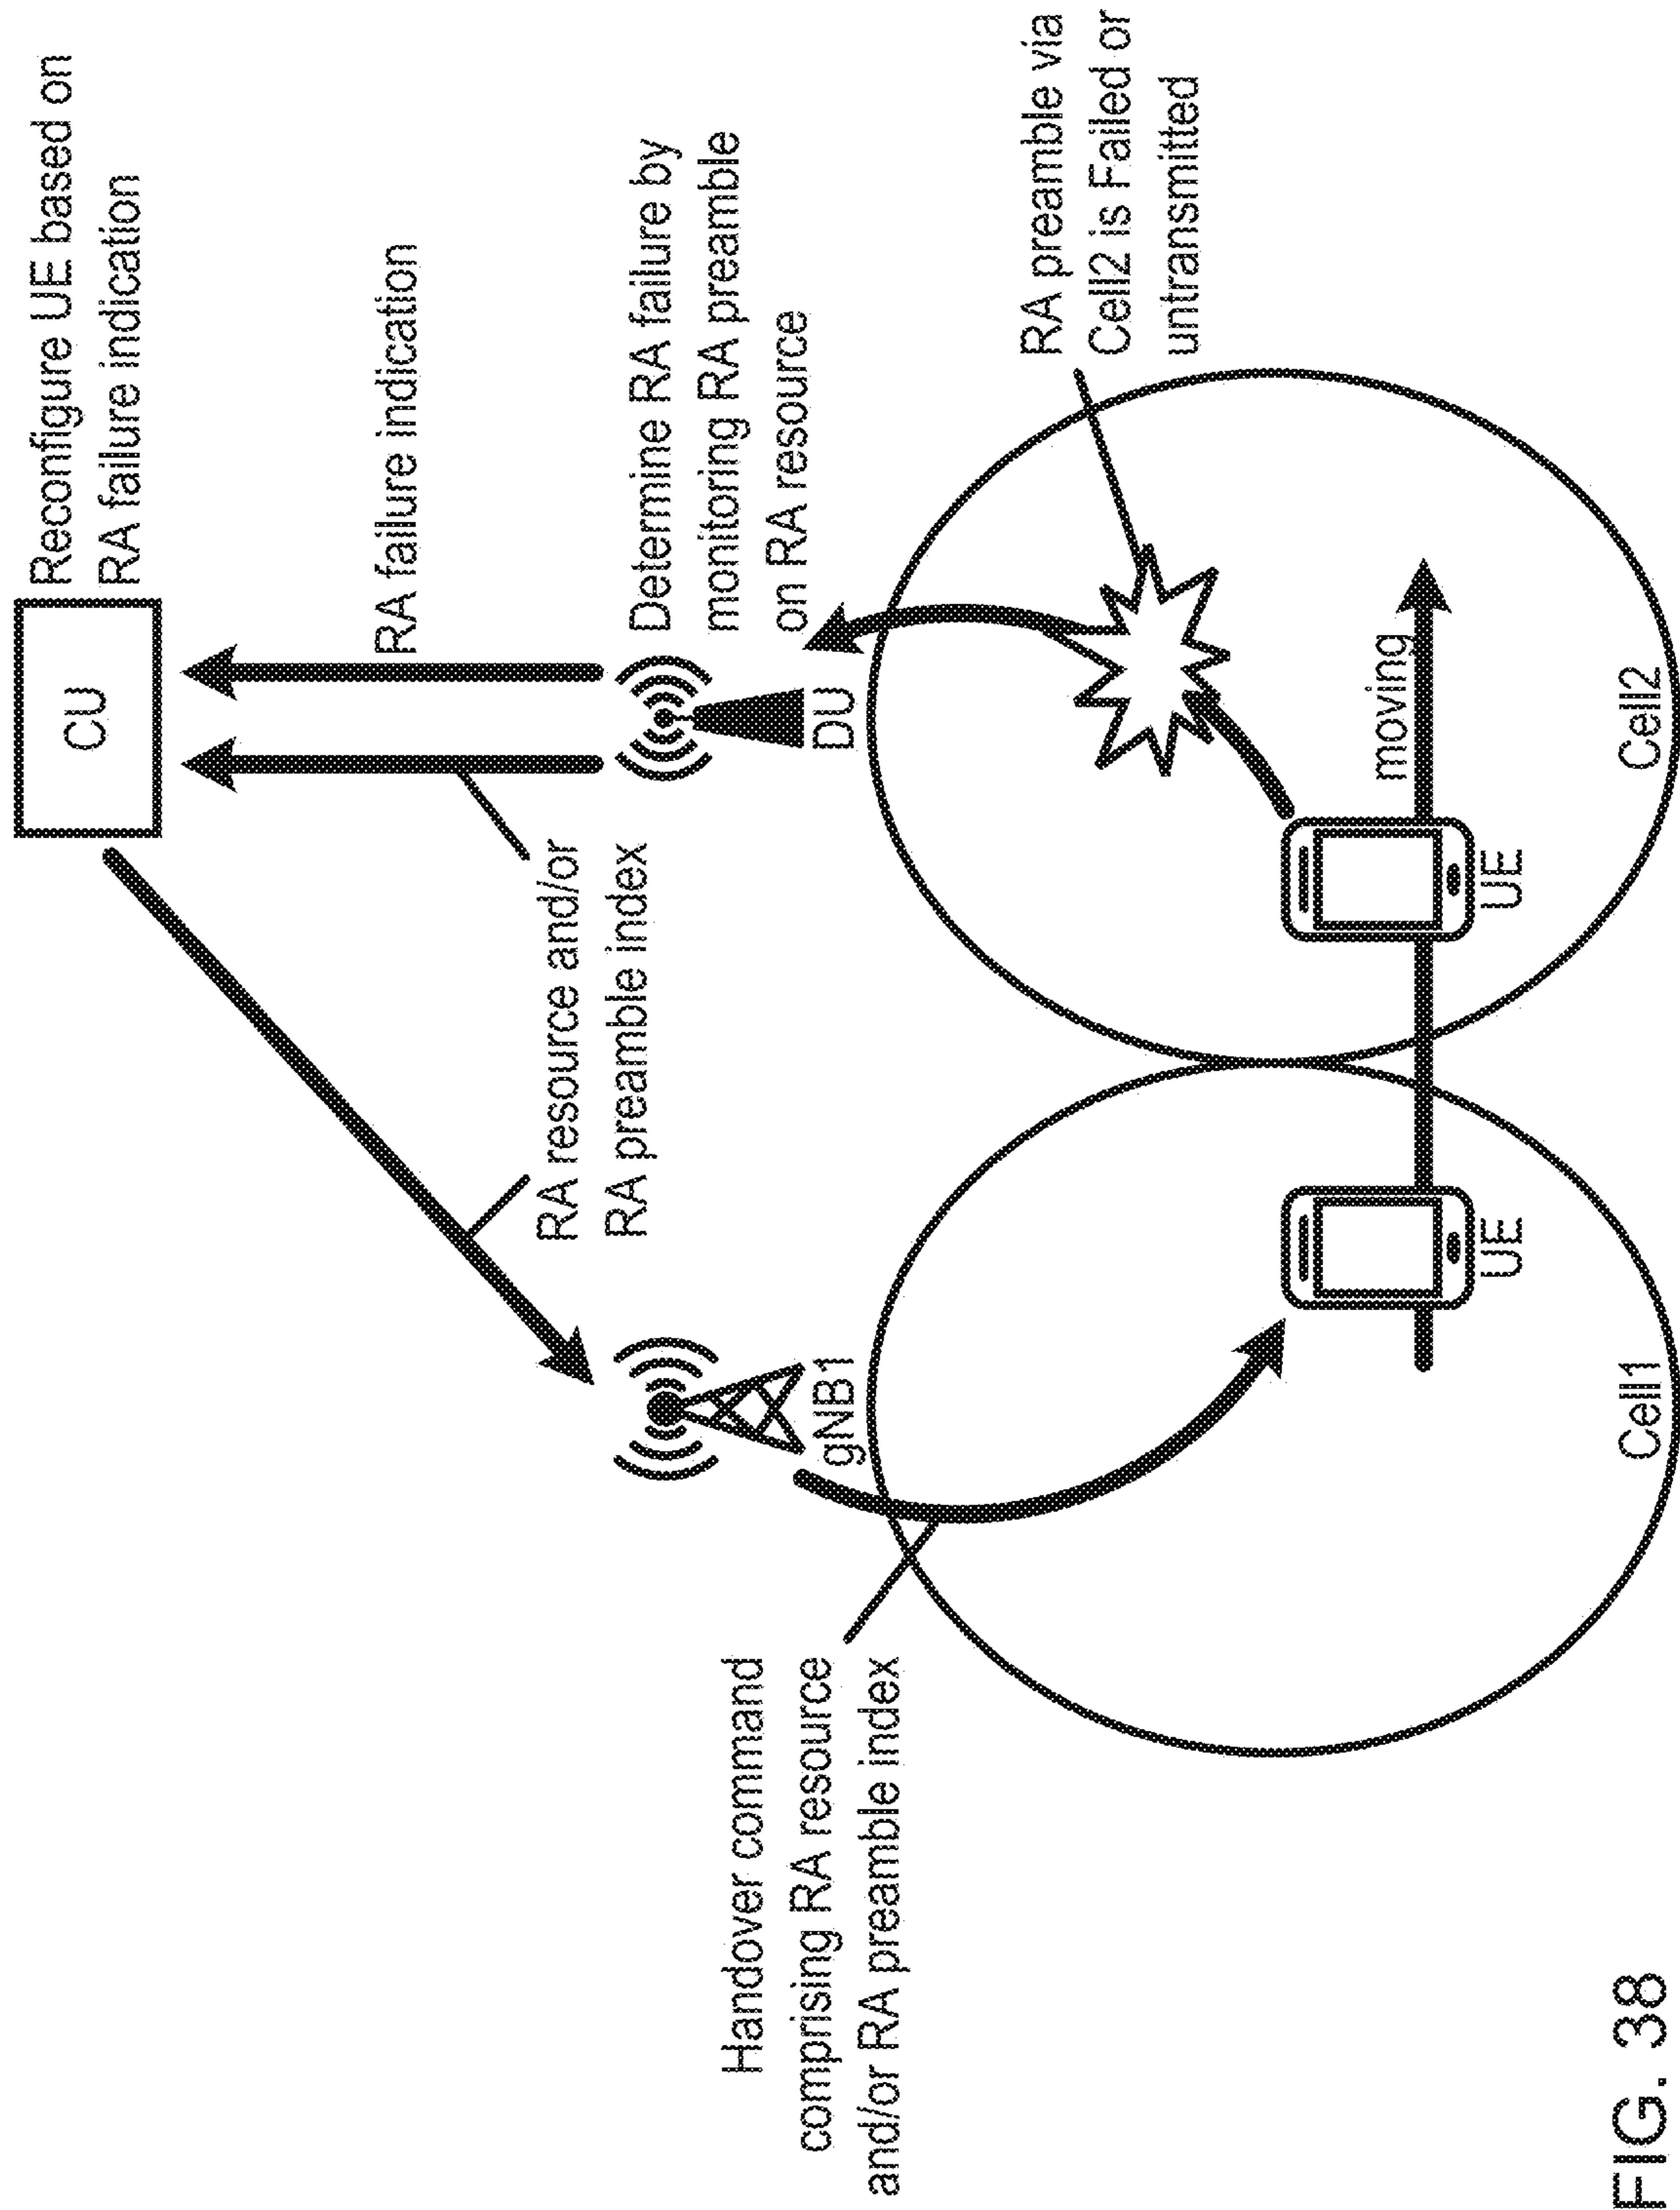 Reconfigure UE based on
RA failure indication
CU
RA failure indication
RA resource and/or
RA preamble index
Determine RA failure by
monitoring RA preamble
on RA resource
Handover command
comprising RA resource
and/or RA preamble index
gNB1
DU
RA preamble via
Cell2 is Failed or
untransmitted
moving
UE
UE
Cell1
Cell2
FIG. 38